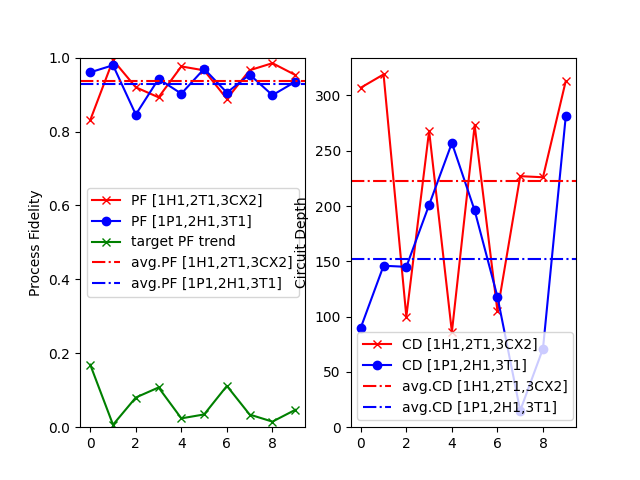 Process Fidelity
1.0
0.8
0.6
0.4
0.2
0.0
0 2 4 6 8
PF [1H1,2T1,3CX2]
PF [1P1,2H1,3T1]
target PF trend
avg.PF [1H1,2T1,3CX2]
avg.PF [1P1,2H1,3T1]
Circuit Depth
300
250
200
150
100
50
0
0 2 4 6 8
CD [1H1,2T1,3CX2]
CD [1P1,2H1,3T1]
avg.CD [1H1,2T1,3CX2]
avg.CD [1P1,2H1,3T1]